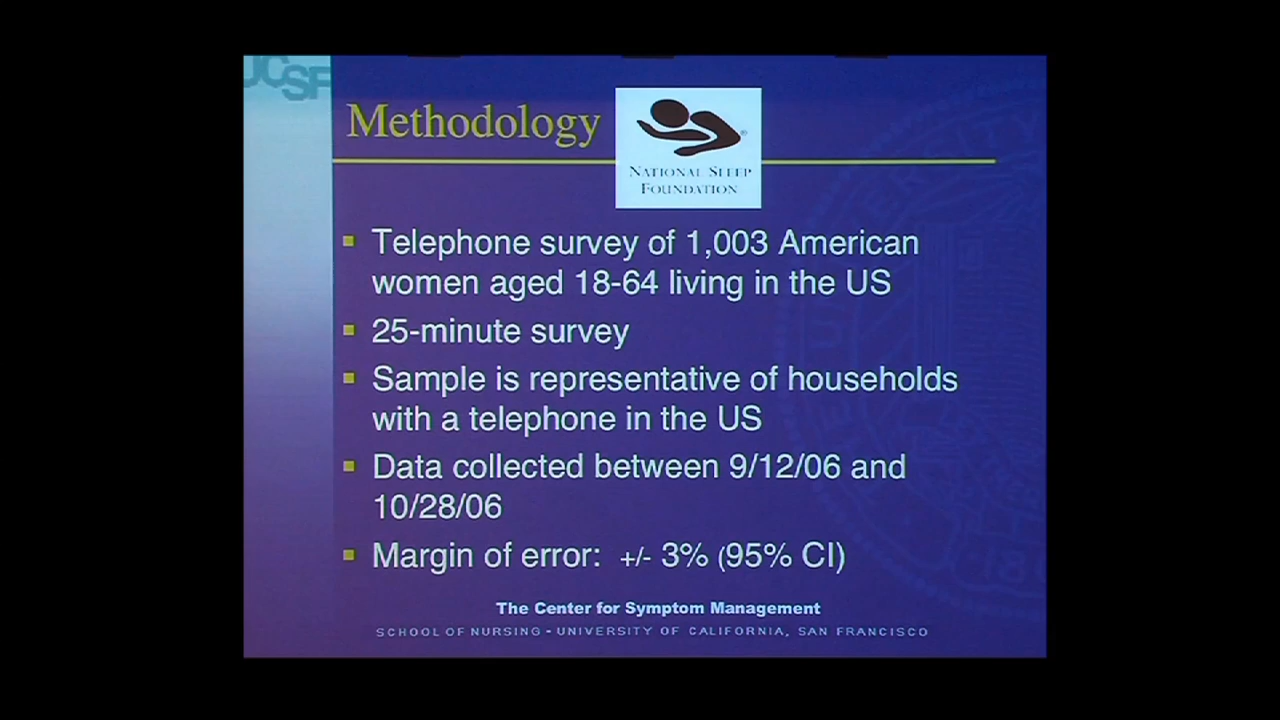 UCSF
Methodology
NATIONAL SLEEP
FOUNDATION
Telephone survey of 1,003 American
women aged 18-64 living in the US
25-minute survey
Sample is representative of households
with a telephone in the US
Data collected between 9/12/06 and
10/28/06
Margin of error: +/- 3% (95% CI)
The Center for Symptom Management
SCHOOL OF NURSING - UNIVERSITY OF CALIFORNIA, SAN FRANCISCO